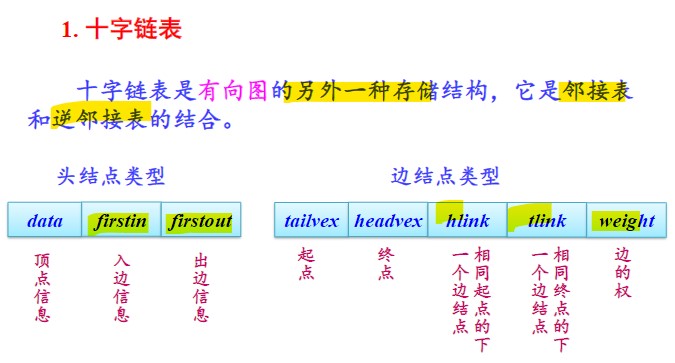 1. 十字链表
十字链表是有向图的另外一种存储结构，它是邻接表
和逆邻接表的结合。
头结点类型
边结点类型
data firstin firstout
tailvex headvex hlink tlink weight
顶点信息
入边信息
出边信息
起点
终点
相同起点的下
一个边结点
相同终点的下
一个边结点
边的权